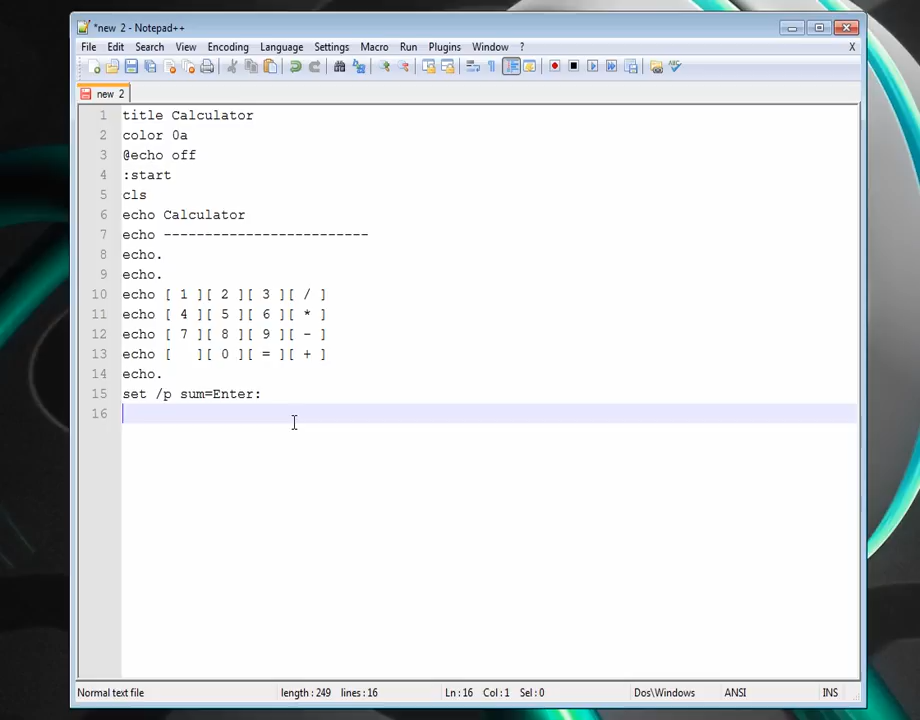 *new 2 - Notepad++
File Edit Search View Encoding Language Settings Macro Run Plugins Window ? X
new 2
1 title Calculator
2 color 0a
3 @echo off
4 :start
5 cls
6 echo Calculator
7 echo -------------------------
8 echo.
9 echo.
10 echo [ 1 ][ 2 ][ 3 ][ / ]
11 echo [ 4 ][ 5 ][ 6 ][ * ]
12 echo [ 7 ][ 8 ][ 9 ][ - ]
13 echo [   ][ 0 ][ = ][ + ]
14 echo.
15 set /p sum=Enter:
16
Normal text file length : 249 lines : 16 Ln : 16 Col : 1 Sel : 0 Dos\Windows ANSI INS